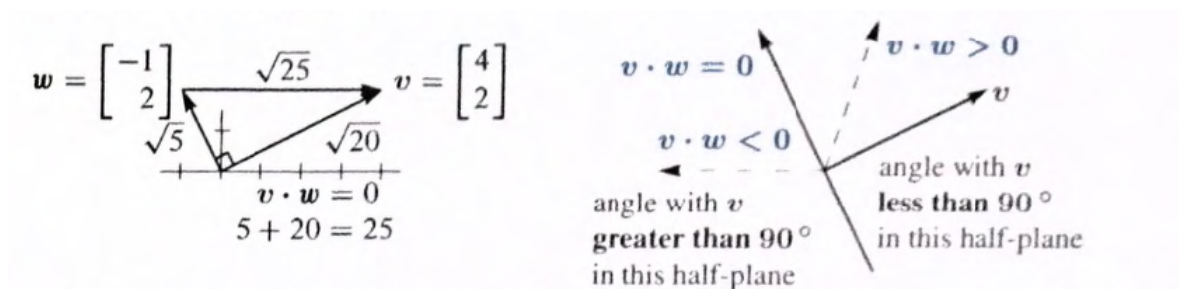 w = [−1
2]
√25
v = [4
2]
√5
√20
v · w = 0
5 + 20 = 25
v · w = 0
v · w > 0
v
v · w < 0
angle with v
greater than 90°
in this half-plane
angle with v
less than 90°
in this half-plane